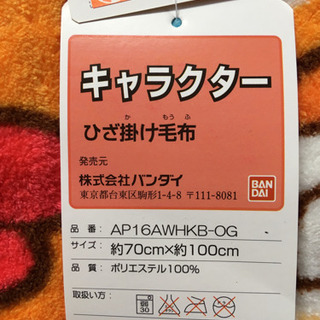 キャラクター
か もう ふ
ひざ掛け毛布
発売元
株式会社バンダイ
東京都台東区駒形1-4-8 〒111-8081
BAN
DAI
品番：AP16AWHKB-OG
サイズ：約70cm×約100cm
品質：ポリエステル100%
取扱い方：
弱
30